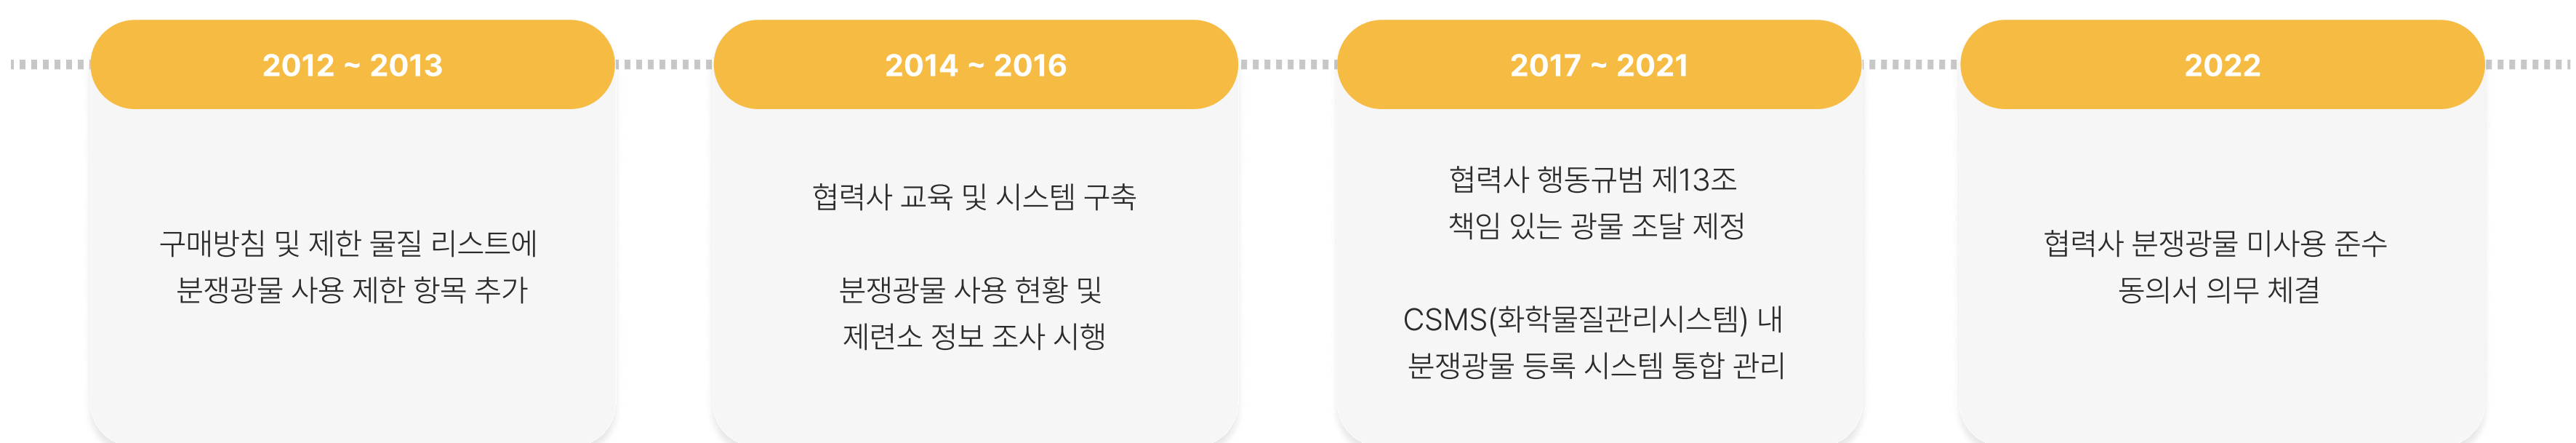 2012 ~ 2013
구매방침 및 제한 물질 리스트에
분쟁광물 사용 제한 항목 추가
2014 ~ 2016
협력사 교육 및 시스템 구축
분쟁광물 사용 현황 및
제련소 정보 조사 시행
2017 ~ 2021
협력사 행동규범 제13조
책임 있는 광물 조달 제정
CSMS(화학물질관리시스템) 내
분쟁광물 등록 시스템 통합 관리
2022
협력사 분쟁광물 미사용 준수
동의서 의무 체결